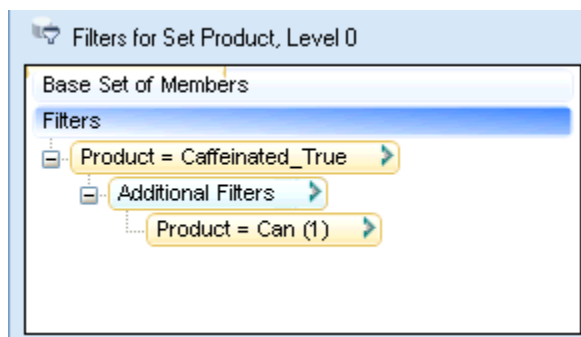 Filters for Set Product, Level 0
Base Set of Members
Filters
Product = Caffeinated_True
Additional Filters
Product = Can (1)